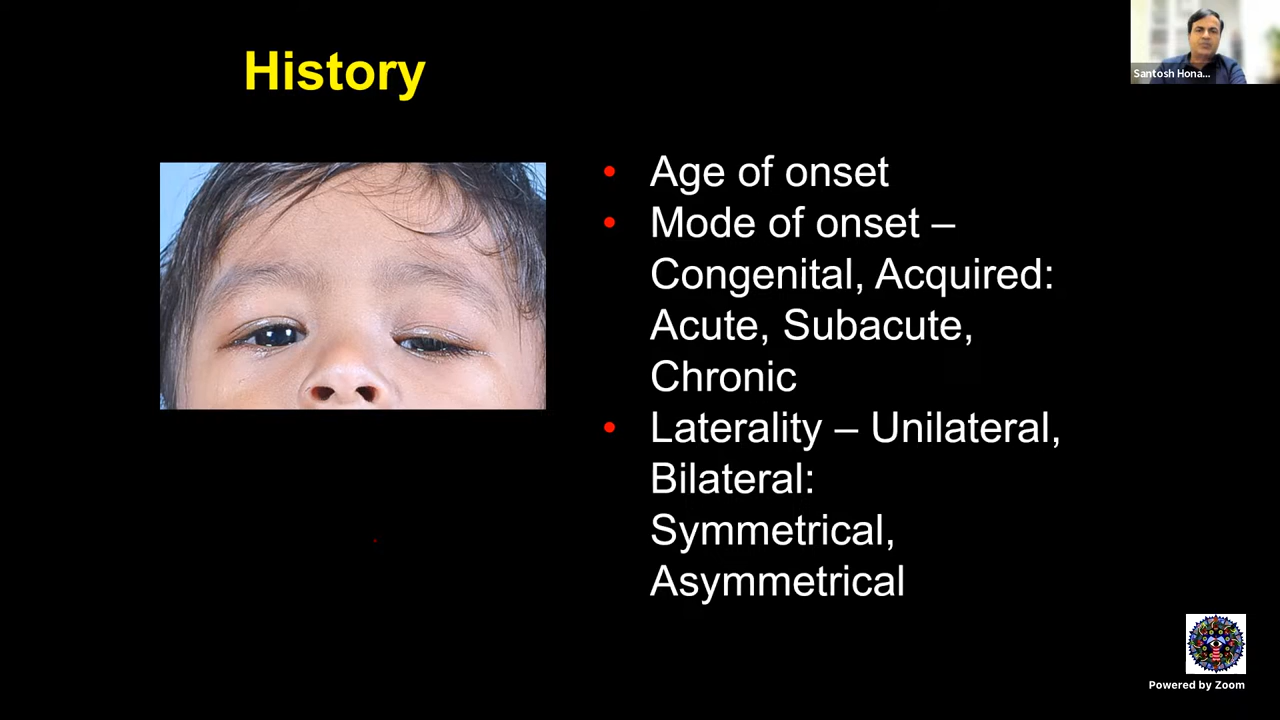 History
Santosh Hona...
• Age of onset
• Mode of onset –
Congenital, Acquired:
Acute, Subacute,
Chronic
• Laterality – Unilateral,
Bilateral:
Symmetrical,
Asymmetrical
Powered by Zoom